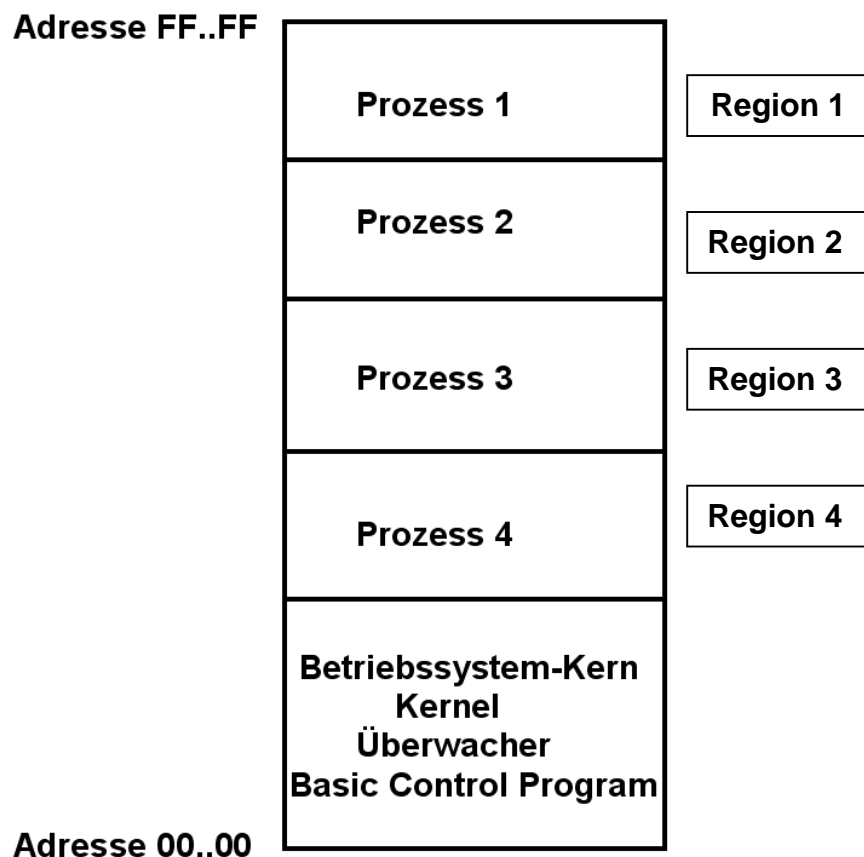 Adresse FF..FF
Prozess 1
Region 1
Prozess 2
Region 2
Prozess 3
Region 3
Prozess 4
Region 4
Betriebssystem-Kern
Kernel
Überwacher
Basic Control Program
Adresse 00..00